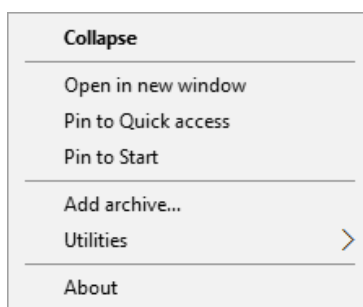 Collapse
Open in new window
Pin to Quick access
Pin to Start
Add archive...
Utilities
About